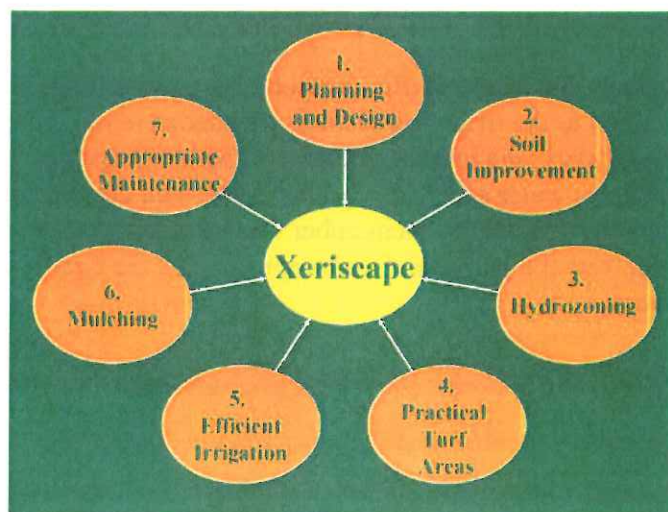 1.
Planning
and Design
2.
Soil
Improvement
3.
Hydrozoning
4.
Practical
Turf
Areas
5.
Efficient
Irrigation
6.
Mulching
7.
Appropriate
Maintenance
Xeriscape